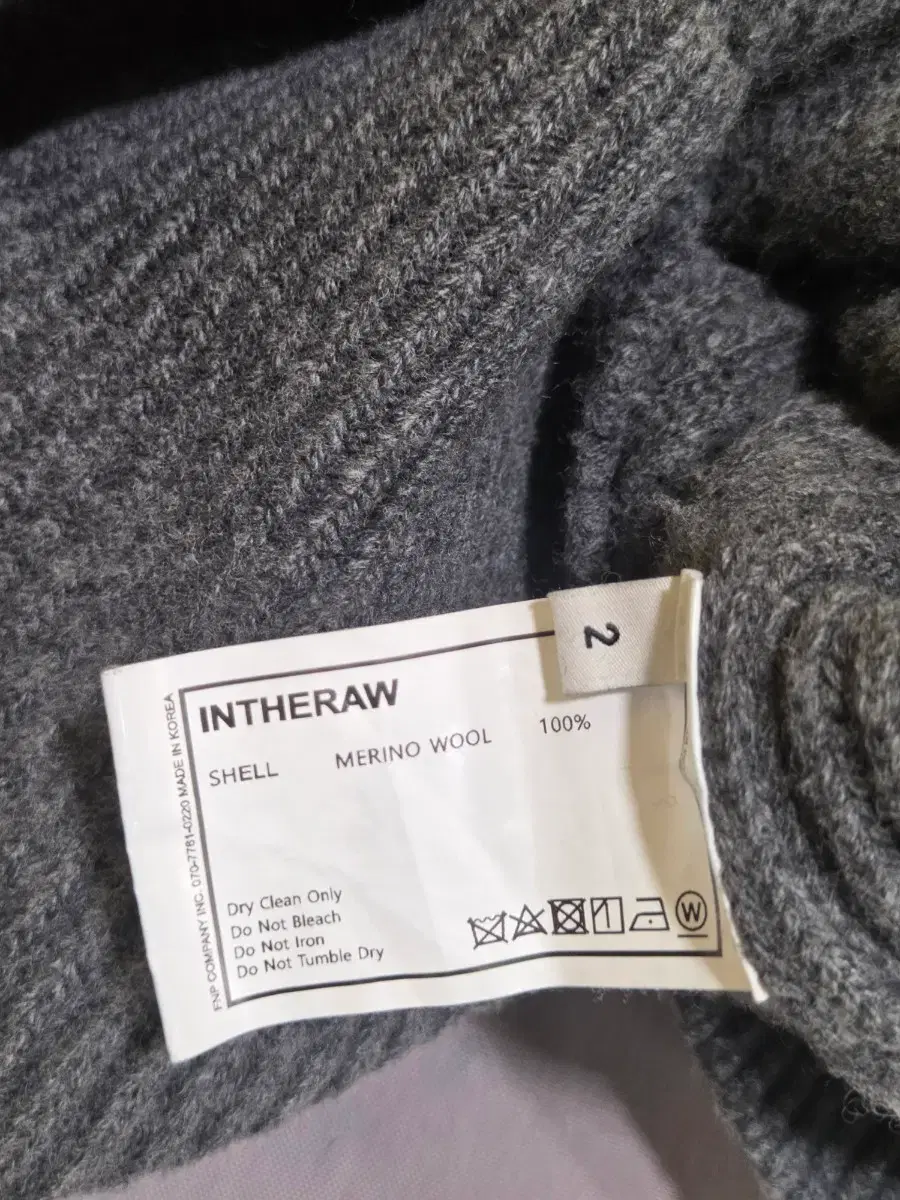 2
INTHERAW
SHELL MERINO WOOL 100%
Dry Clean Only
Do Not Bleach
Do Not Iron
Do Not Tumble Dry
W
FNP COMPANY INC. 070-7781-0220 MADE IN KOREA